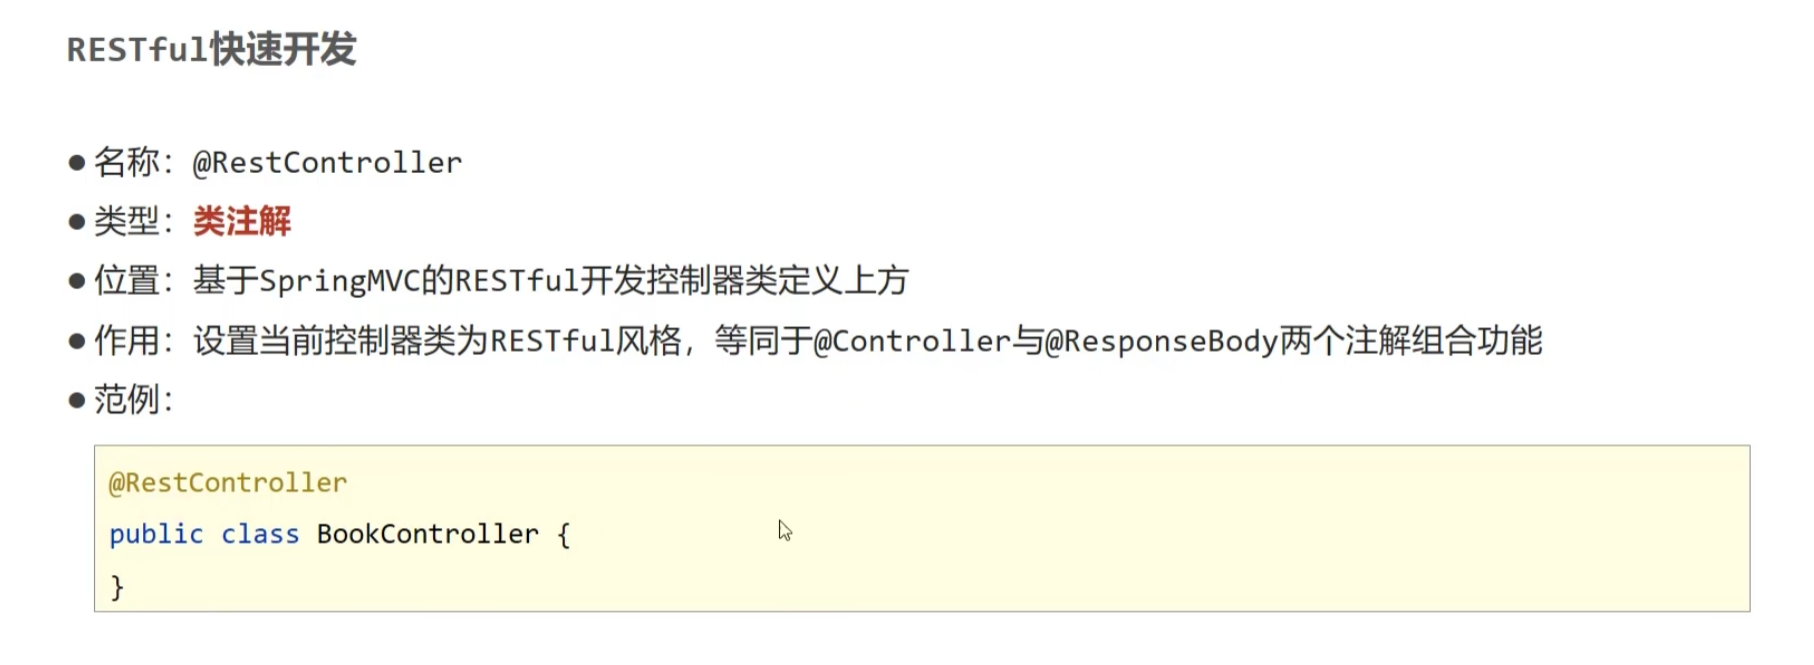 RESTful快速开发
● 名称：@RestController
● 类型：类注解
● 位置：基于SpringMVC的RESTful开发控制器类定义上方
● 作用：设置当前控制器类为RESTful风格，等同于@Controller与@ResponseBody两个注解组合功能
● 范例：
@RestController
public class BookController {
}